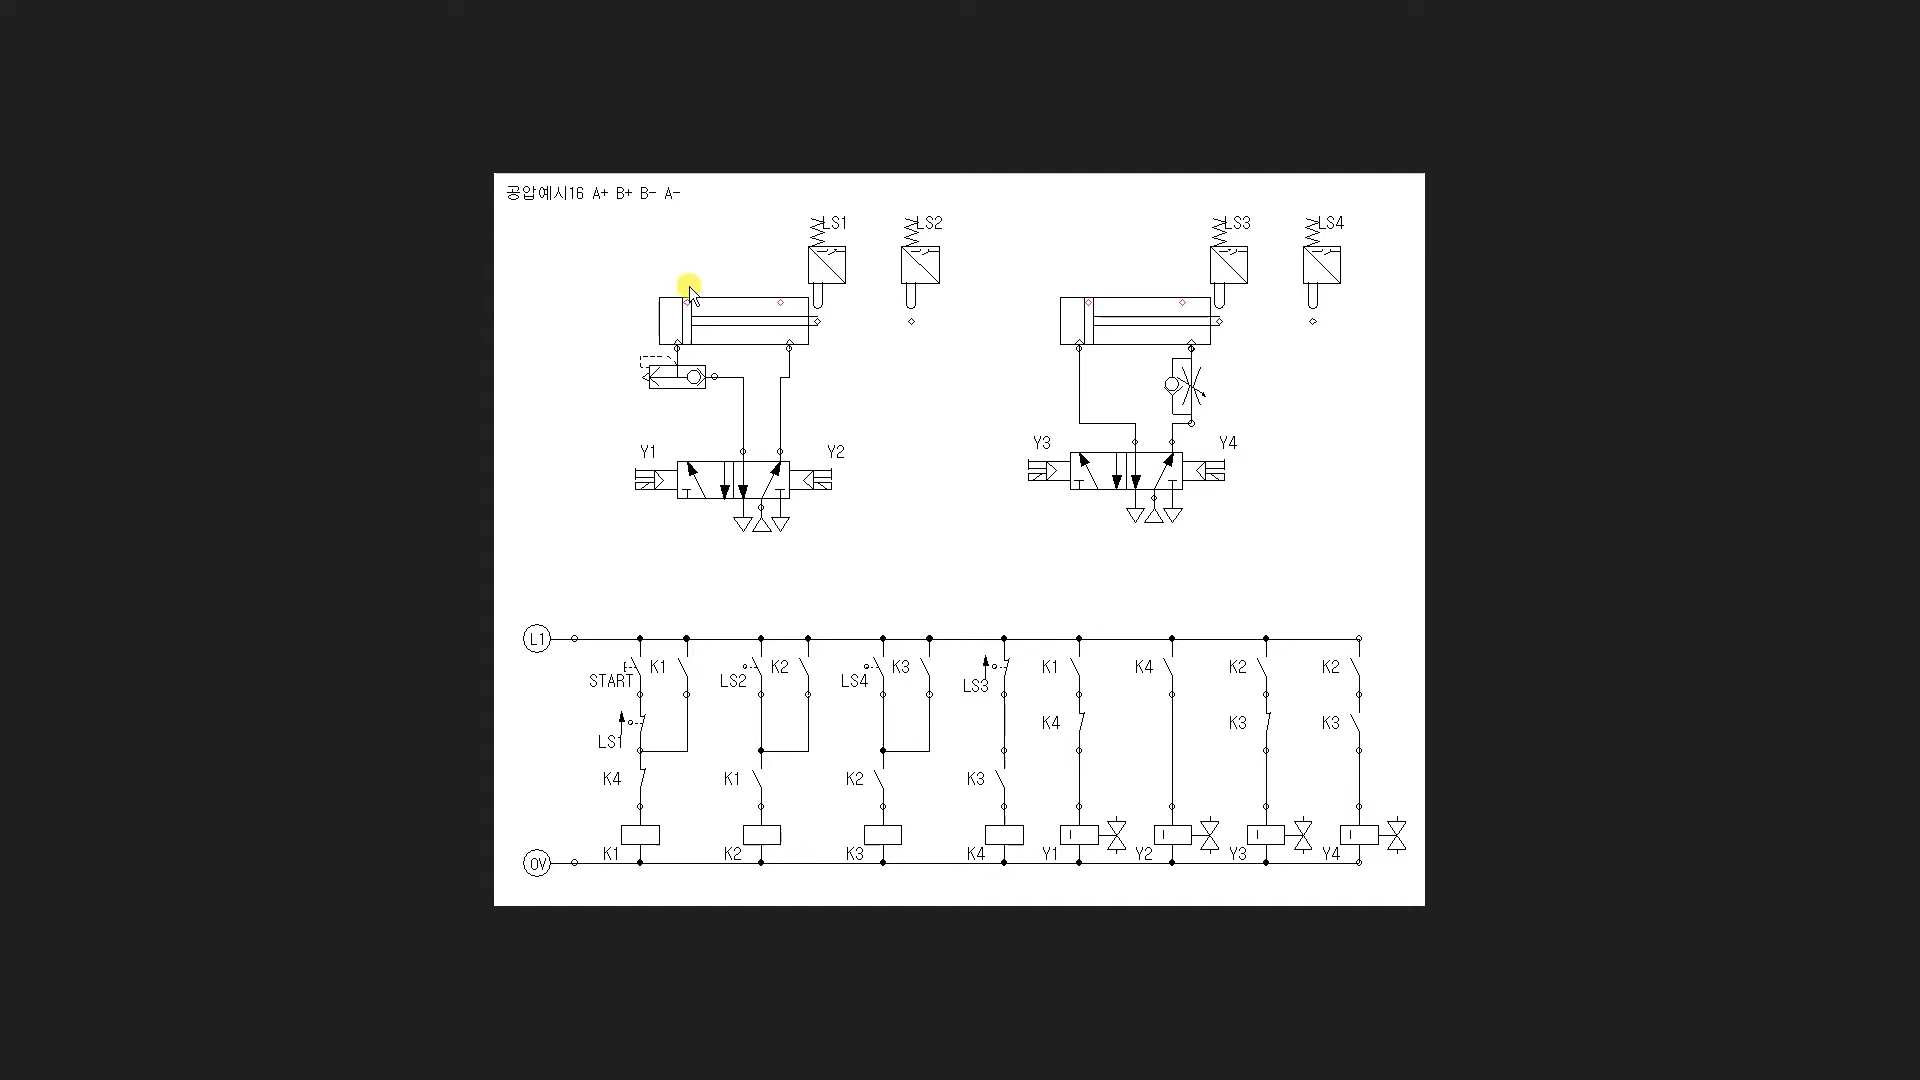 공압예시16 A+ B+ B- A-
LS1 LS2 LS3 LS4
Y1 Y2 Y3 Y4
L1
START K1 LS2 K2 LS4 K3 LS3 K1 K4 K2 K2
LS1 K4 K3 K3
K4 K1 K2 K3
K1 K2 K3 K4 Y1 Y2 Y3 Y4
0V